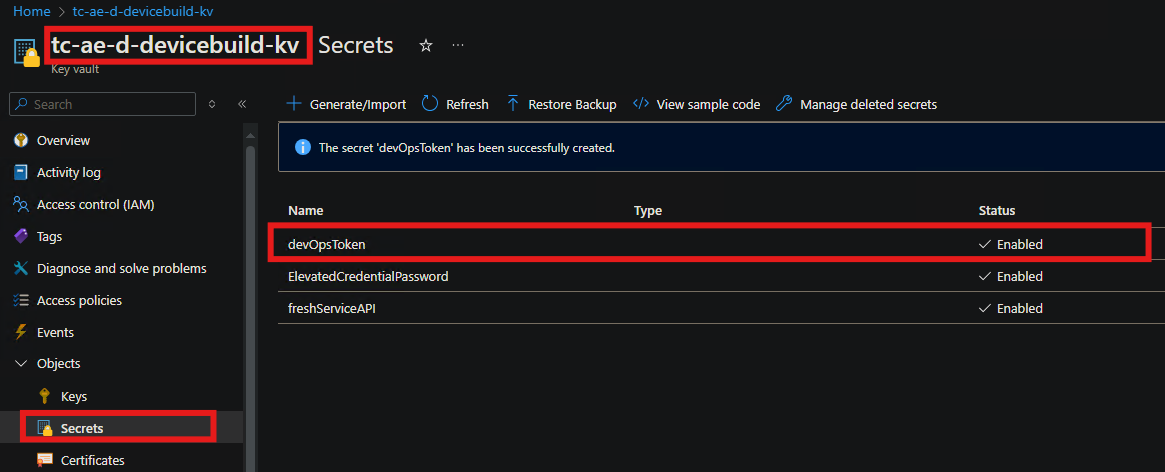 Home > tc-ae-d-devicebuild-kv
tc-ae-d-devicebuild-kv Secrets ☆ ...
Key vault
Search
Generate/Import Refresh Restore Backup View sample code Manage deleted secrets
Overview
Activity log
Access control (IAM)
Tags
Diagnose and solve problems
Access policies
Events
Objects
Keys
Secrets
Certificates
The secret 'devOpsToken' has been successfully created.
Name Type Status
devOpsToken Enabled
ElevatedCredentialPassword Enabled
freshServiceAPI Enabled